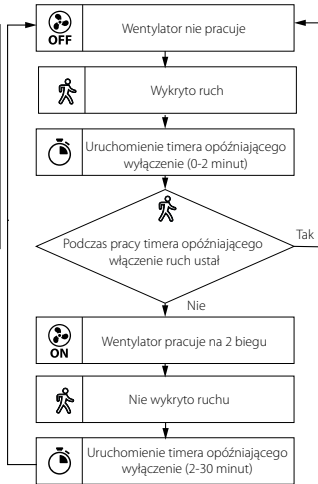 OFF
Wentylator nie pracuje
Wykryto ruch
Uruchomienie timera opóźniającego
wyłączenie (0-2 minut)
Podczas pracy timera opóźniającego
włączenie ruch ustał
Tak
Nie
ON
Wentylator pracuje na 2 biegu
Nie wykryto ruchu
Uruchomienie timera opóźniającego
wyłączenie (2-30 minut)